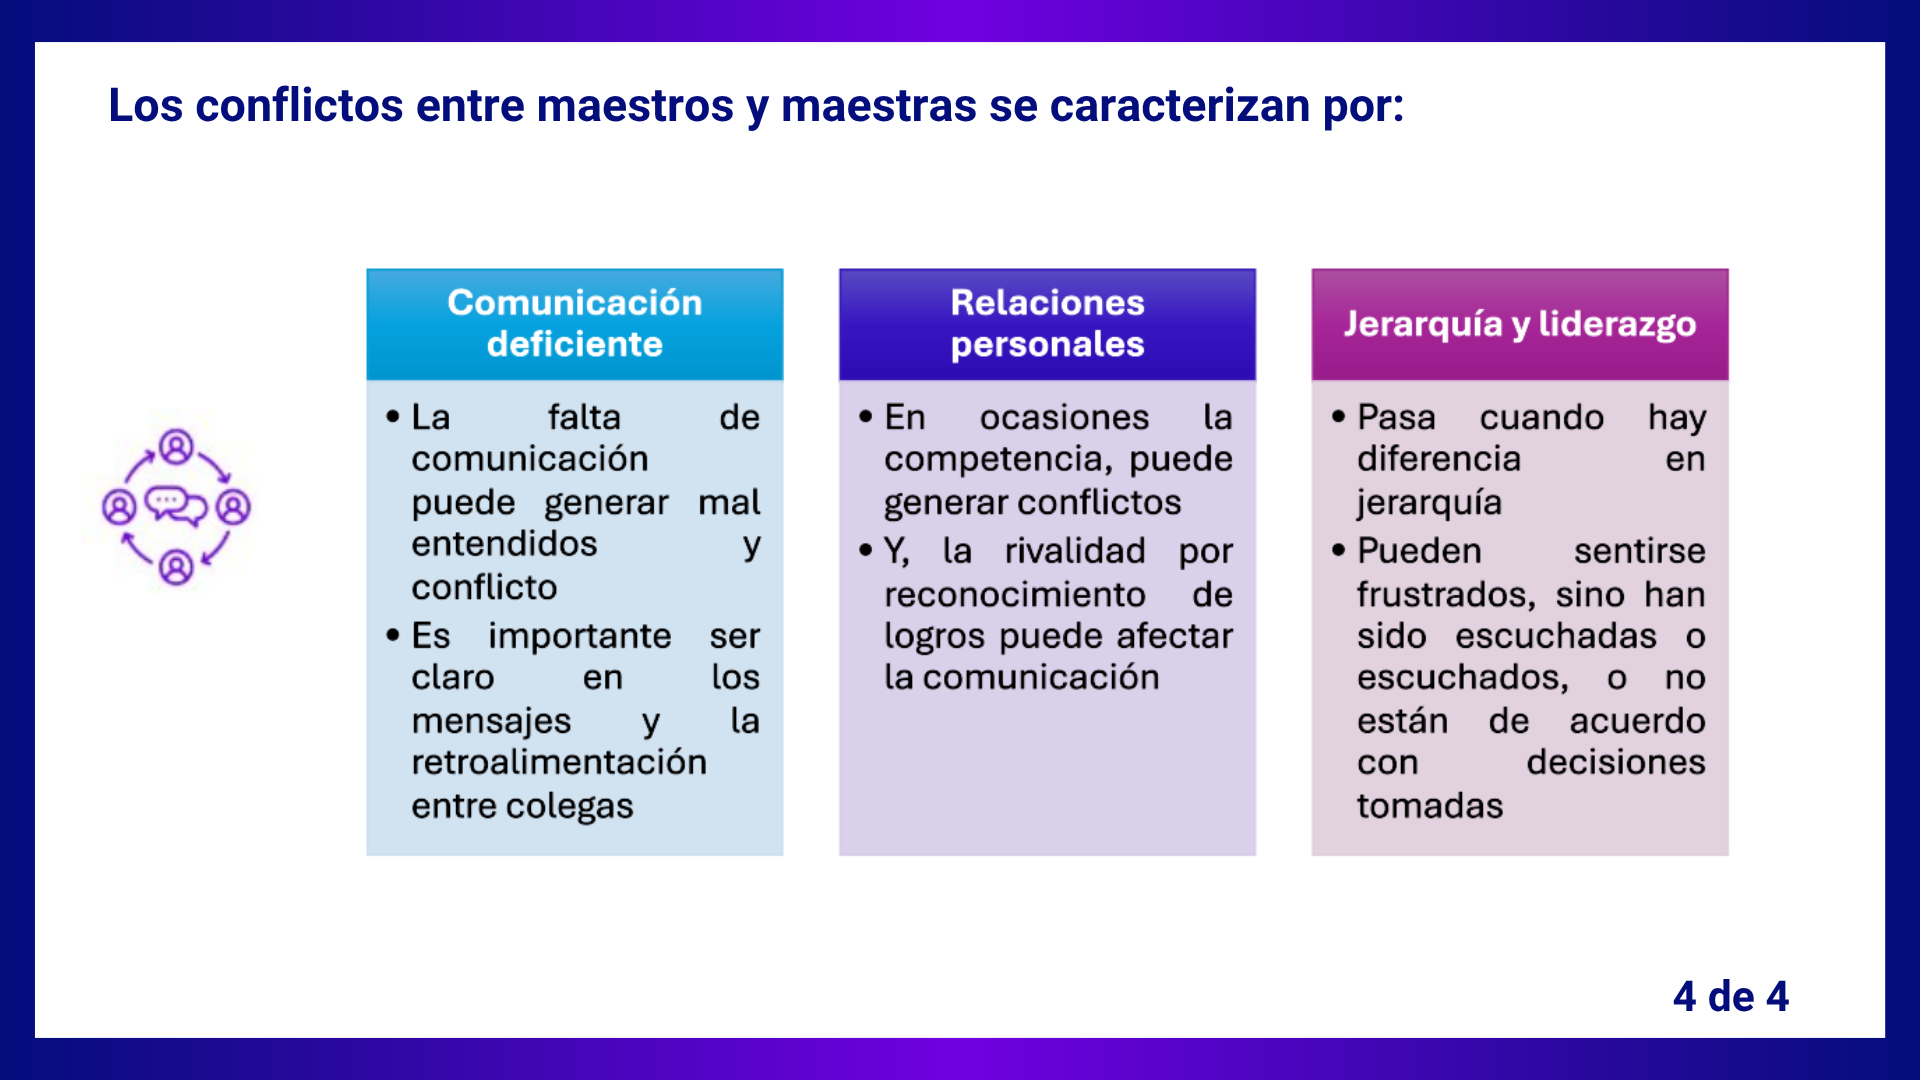 Los conflictos entre maestros y maestras se caracterizan por:
Comunicación
deficiente
• La falta de
comunicación
puede generar mal
entendidos y
conflicto
• Es importante ser
claro en los
mensajes y la
retroalimentación
entre colegas
Relaciones
personales
• En ocasiones la
competencia, puede
generar conflictos
• Y, la rivalidad por
reconocimiento de
logros puede afectar
la comunicación
Jerarquía y liderazgo
• Pasa cuando hay
diferencia en
jerarquía
• Pueden sentirse
frustrados, sino han
sido escuchadas o
escuchados, o no
están de acuerdo
con decisiones
tomadas
4 de 4